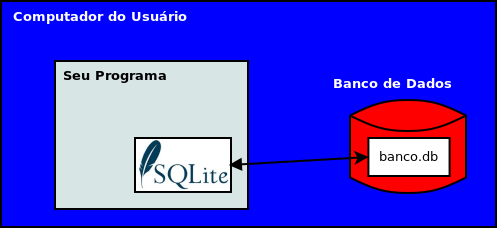 Computador do Usuário
Seu Programa
Banco de Dados
SQLite
banco.db